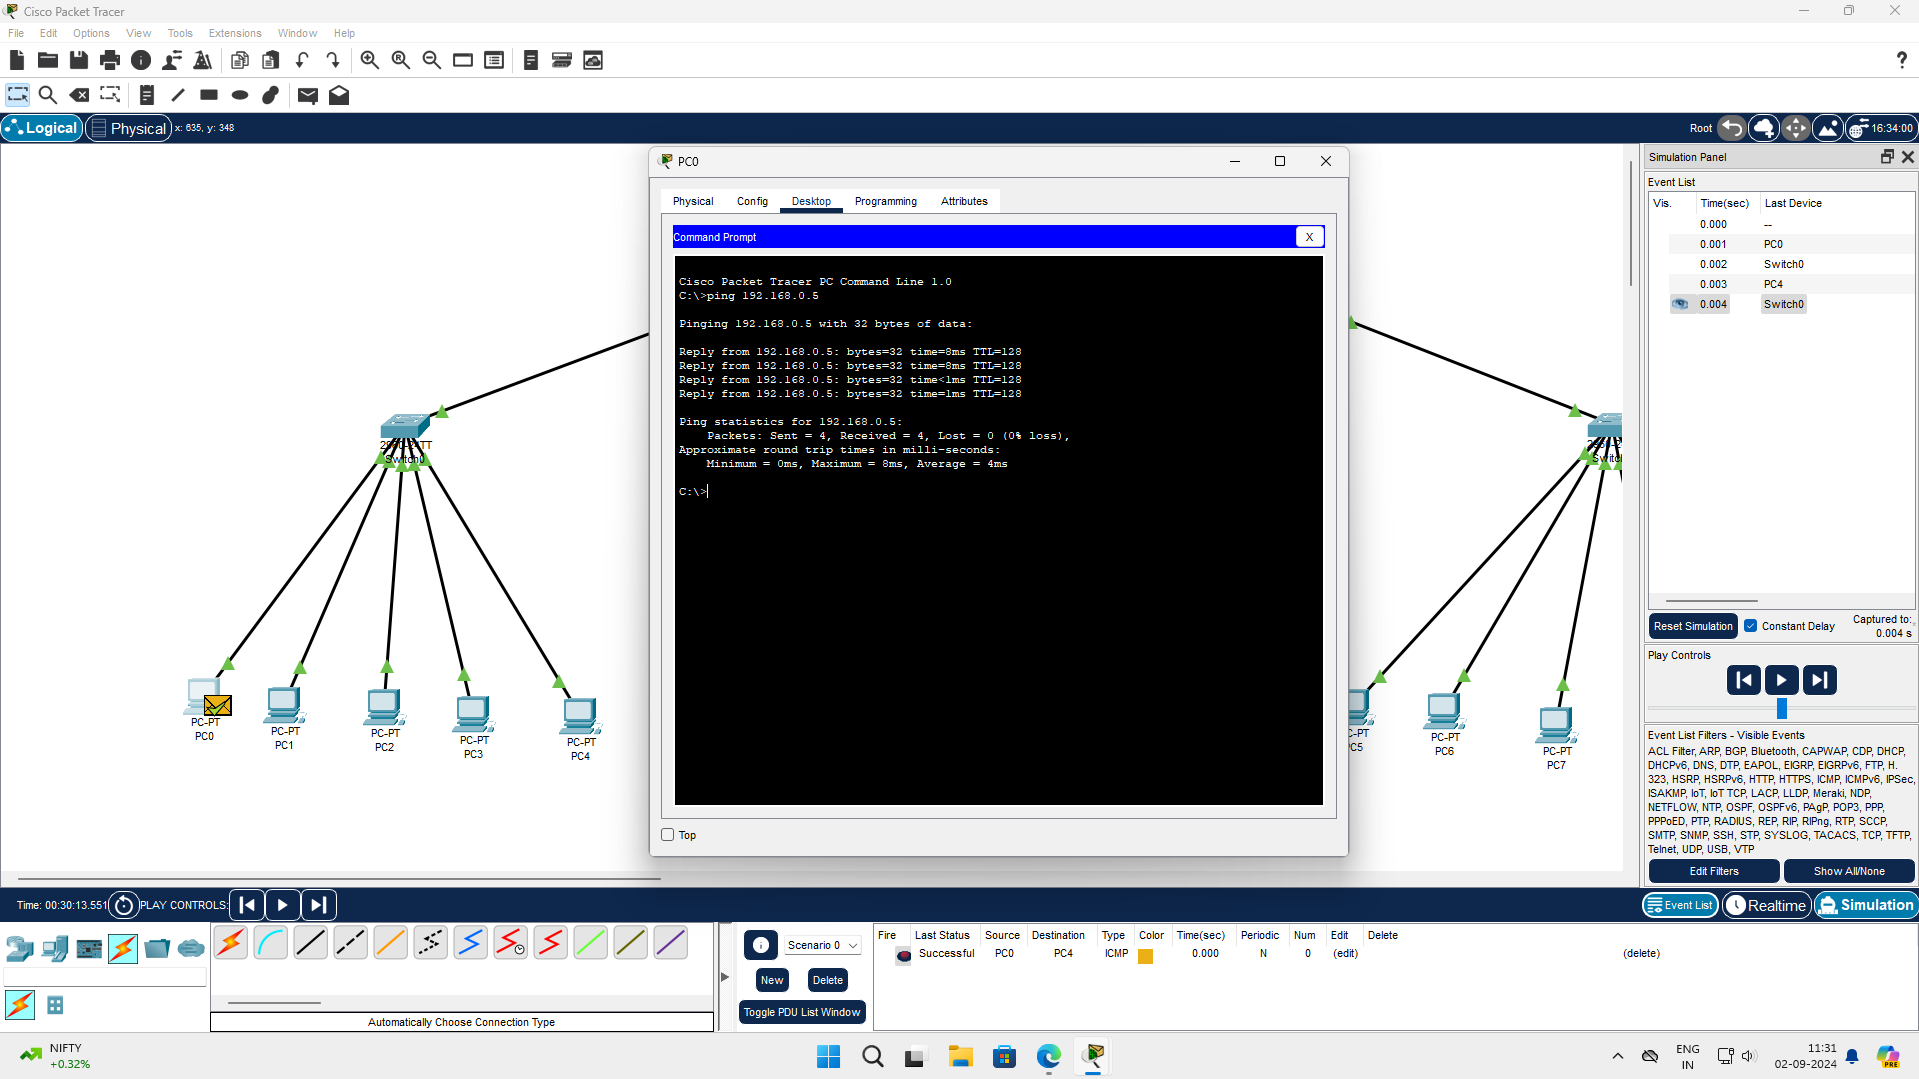 Cisco Packet Tracer
File Edit Options View Tools Extensions Window Help
Logical Physical x: 635, y: 348
Root 16:34:00
PC0
Physical Config Desktop Programming Attributes
Command Prompt X
Cisco Packet Tracer PC Command Line 1.0
C:\>ping 192.168.0.5
Pinging 192.168.0.5 with 32 bytes of data:
Reply from 192.168.0.5: bytes=32 time=8ms TTL=128
Reply from 192.168.0.5: bytes=32 time=8ms TTL=128
Reply from 192.168.0.5: bytes=32 time<1ms TTL=128
Reply from 192.168.0.5: bytes=32 time=1ms TTL=128
Ping statistics for 192.168.0.5:
Packets: Sent = 4, Received = 4, Lost = 0 (0% loss),
Approximate round trip times in milli-seconds:
Minimum = 0ms, Maximum = 8ms, Average = 4ms
C:\>
Top
Switch0
PC-PT
PC0
PC-PT
PC1
PC-PT
PC2
PC-PT
PC3
PC-PT
PC4
C-PT
C5
PC-PT
PC6
PC-PT
PC7
Simulation Panel
Event List
Vis. Time(sec) Last Device
0.000 --
0.001 PC0
0.002 Switch0
0.003 PC4
0.004 Switch0
Reset Simulation Constant Delay Captured to:
0.004 s
Play Controls
Event List Filters - Visible Events
ACL Filter, ARP, BGP, Bluetooth, CAPWAP, CDP, DHCP,
DHCPv6, DNS, DTP, EAPOL, EIGRP, EIGRPv6, FTP, H.
323, HSRP, HSRPv6, HTTP, HTTPS, ICMP, ICMPv6, IPSec,
ISAKMP, IoT, IoT TCP, LACP, LLDP, Meraki, NDP,
NETFLOW, NTP, OSPF, OSPFv6, PAgP, POP3, PPP,
PPPoED, PTP, RADIUS, REP, RIP, RIPng, RTP, SCCP,
SMTP, SNMP, SSH, STP, SYSLOG, TACACS, TCP, TFTP,
Telnet, UDP, USB, VTP
Edit Filters Show All/None
Time: 00:30:13.551 PLAY CONTROLS:
Event List Realtime Simulation
Scenario 0
New Delete
Toggle PDU List Window
Fire Last Status Source Destination Type Color Time(sec) Periodic Num Edit Delete
Successful PC0 PC4 ICMP 0.000 N 0 (edit) (delete)
Automatically Choose Connection Type
NIFTY
+0.32%
ENG
IN
11:31
02-09-2024
PRE